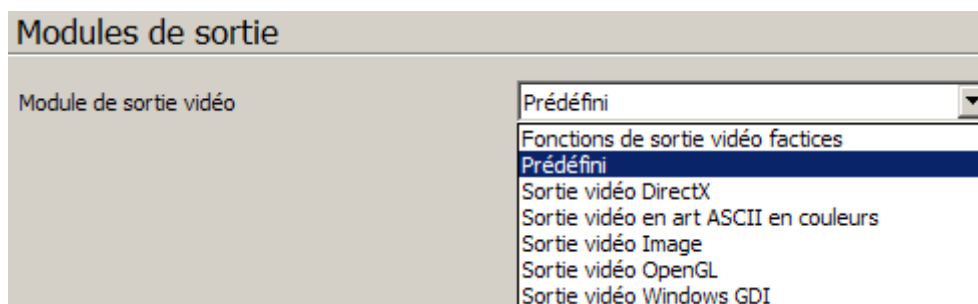 Modules de sortie
Module de sortie vidéo
Prédéfini
Fonctions de sortie vidéo factices
Prédéfini
Sortie vidéo DirectX
Sortie vidéo en art ASCII en couleurs
Sortie vidéo Image
Sortie vidéo OpenGL
Sortie vidéo Windows GDI